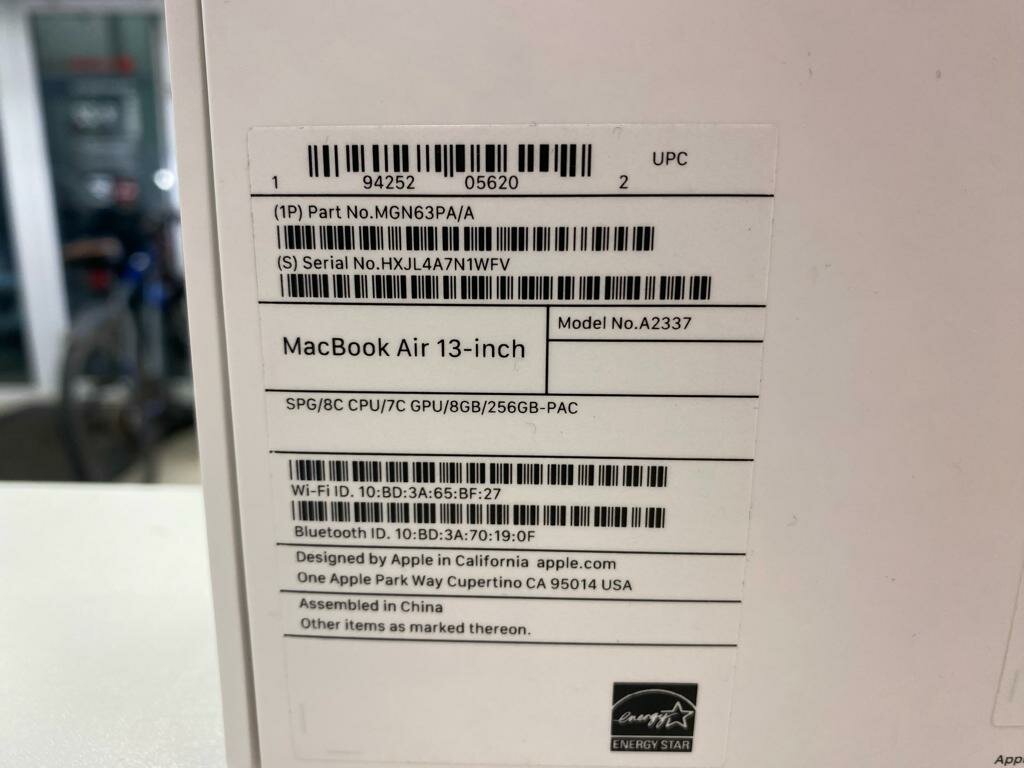 UPC
1 94252 05620 2
(1P) Part No.MGN63PA/A
(S) Serial No.HXJL4A7N1WFV
MacBook Air 13-inch
Model No.A2337
SPG/8C CPU/7C GPU/8GB/256GB-PAC
Wi-Fi ID. 10:BD:3A:65:BF:27
Bluetooth ID. 10:BD:3A:70:19:0F
Designed by Apple in California apple.com
One Apple Park Way Cupertino CA 95014 USA
Assembled in China
Other items as marked thereon.
energy
ENERGY STAR